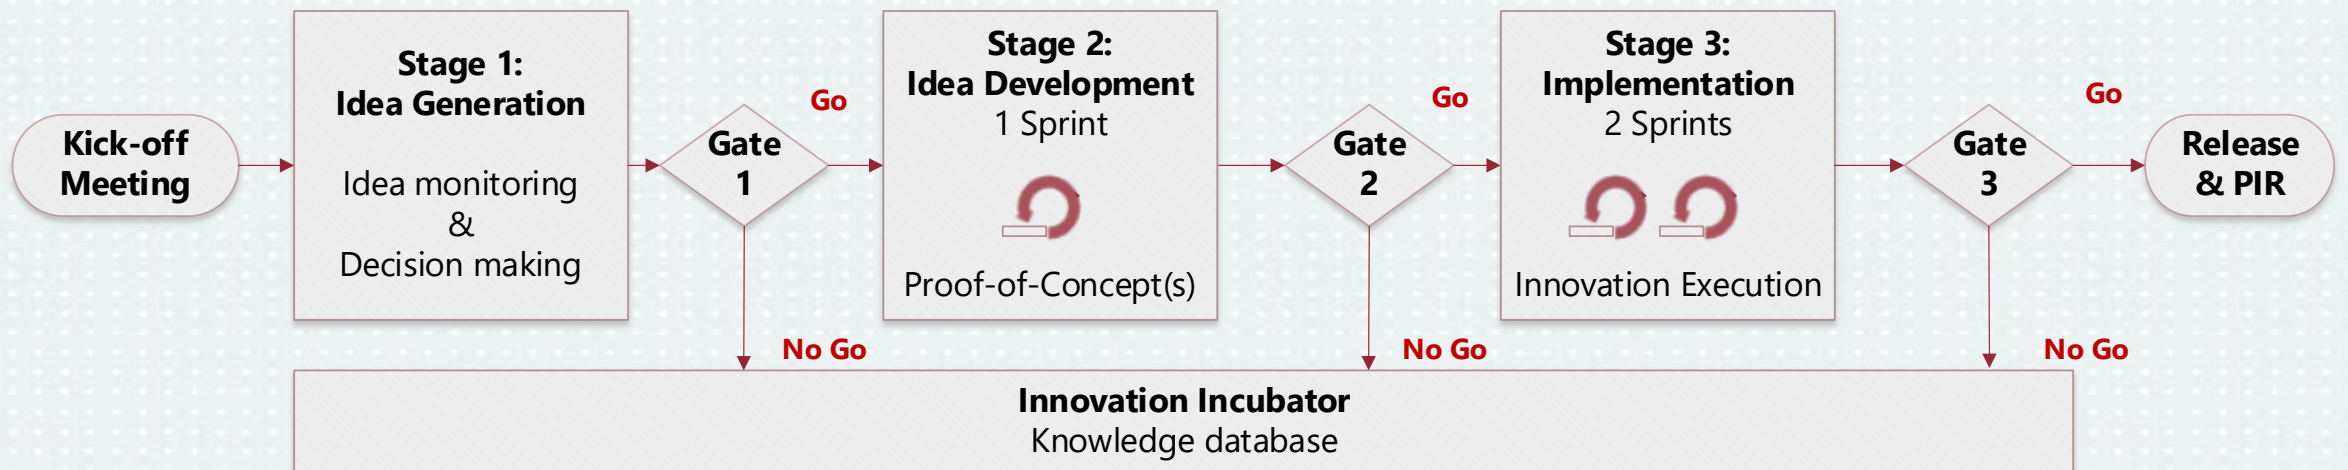 Kick-off
Meeting
Stage 1:
Idea Generation
Idea monitoring
&
Decision making
Gate
1
Go
No Go
Stage 2:
Idea Development
1 Sprint
Proof-of-Concept(s)
Gate
2
Go
No Go
Stage 3:
Implementation
2 Sprints
Innovation Execution
Gate
3
Go
No Go
Release
& PIR
Innovation Incubator
Knowledge database